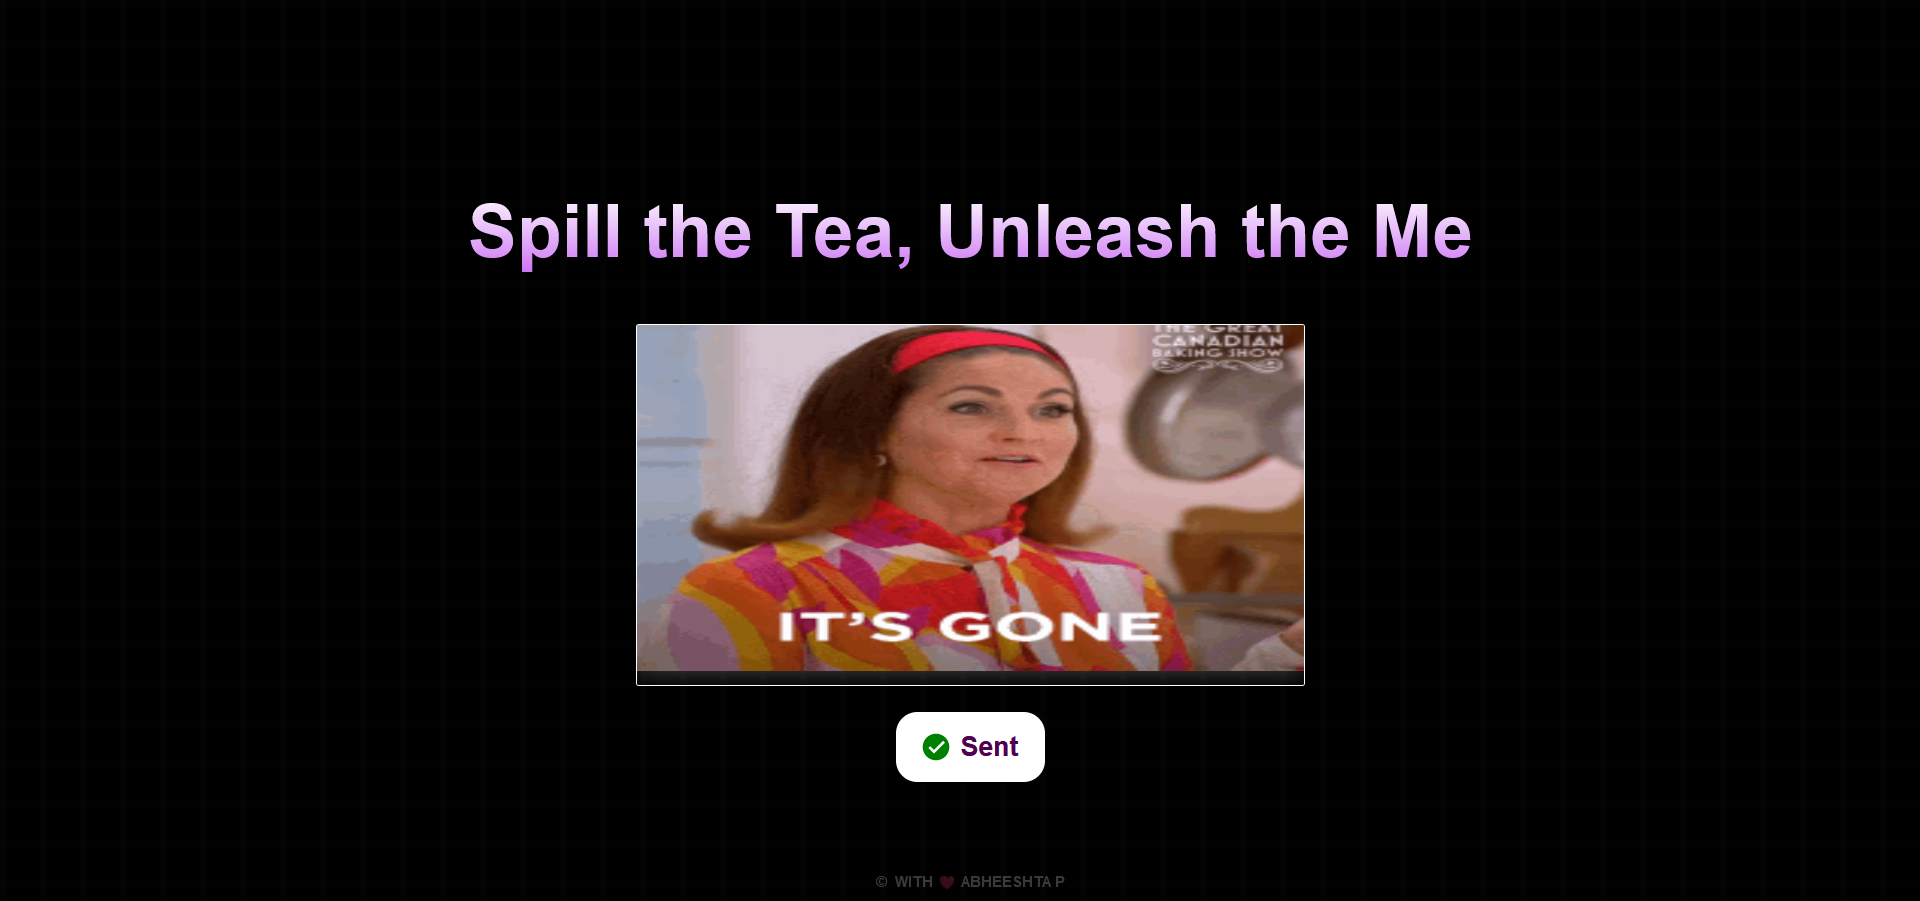 Spill the Tea, Unleash the Me
THE GREAT
CANADIAN
BAKING SHOW
IT'S GONE
Sent
© WITH ❤ ABHEESHTA P